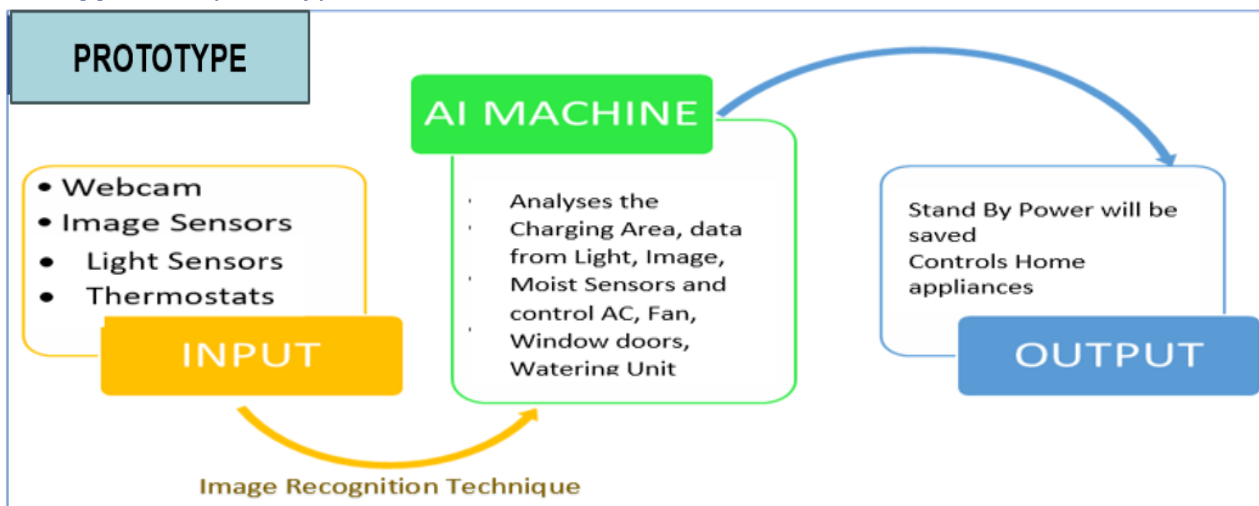 PROTOTYPE
• Webcam
• Image Sensors
• Light Sensors
• Thermostats
INPUT
Image Recognition Technique
AI MACHINE
Analyses the
Charging Area, data
from Light, Image,
Moist Sensors and
control AC, Fan,
Window doors,
Watering Unit
Stand By Power will be
saved
Controls Home
appliances
OUTPUT